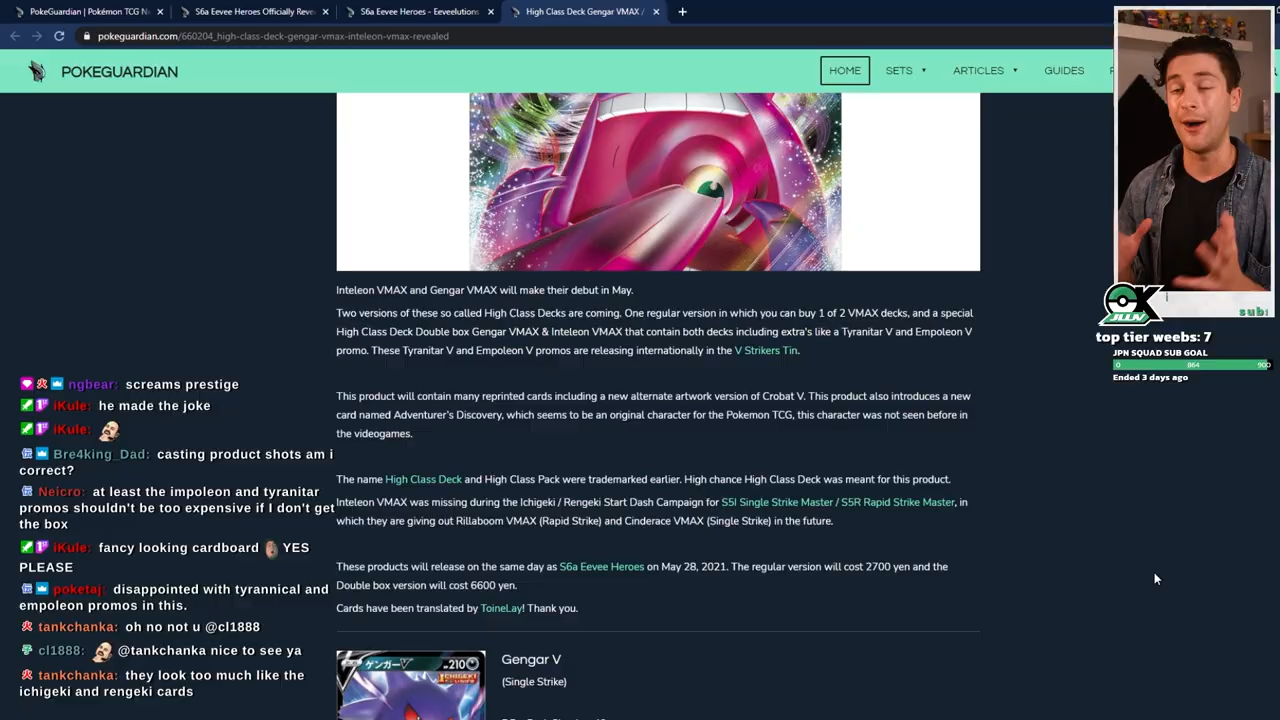 PokeGuardian | Pokémon TCG N
S6a Eevee Heroes Officially Reve
S6a Eevee Heroes - Eeveelutions
High Class Deck Gengar VMAX /
pokeguardian.com/660204_high-class-deck-gengar-vmax-inteleon-vmax-revealed
POKEGUARDIAN
HOME
SETS
ARTICLES
GUIDES
Inteleon VMAX and Gengar VMAX will make their debut in May.
Two versions of these so called High Class Decks are coming. One regular version in which you can buy 1 of 2 VMAX decks, and a special
High Class Deck Double box Gengar VMAX & Inteleon VMAX that contain both decks including extra's like a Tyranitar V and Empoleon V
promo. These Tyranitar V and Empoleon V promos are releasing internationally in the V Strikers Tin.
This product will contain many reprinted cards including a new alternate artwork version of Crobat V. This product also introduces a new
card named Adventurer's Discovery, which seems to be an original character for the Pokemon TCG, this character was not seen before in
the videogames.
The name High Class Deck and High Class Pack were trademarked earlier. High chance High Class Deck was meant for this product.
Inteleon VMAX was missing during the Ichigeki / Rengeki Start Dash Campaign for S5I Single Strike Master / S5R Rapid Strike Master, in
which they are giving out Rillaboom VMAX (Rapid Strike) and Cinderace VMAX (Single Strike) in the future.
These products will release on the same day as S6a Eevee Heroes on May 28, 2021. The regular version will cost 2700 yen and the
Double box version will cost 6600 yen.
Cards have been translated by ToineLay! Thank you.
ゲンガーV HP210
Gengar V
(Single Strike)
ngbear: screams prestige
iKule: he made the joke
iKule:
Bre4king_Dad: casting product shots am i
correct?
Neicro: at least the impoleon and tyranitar
promos shouldn't be too expensive if I don't get
the box
iKule: fancy looking cardboard YES
PLEASE
poketaj: disappointed with tyrannical and
empoleon promos in this.
tankchanka: oh no not u @cl1888
cl1888: @tankchanka nice to see ya
tankchanka: they look too much like the
ichigeki and rengeki cards
sub:
top tier weebs: 7
JPN SQUAD SUB GOAL
0 864 900
Ended 3 days ago